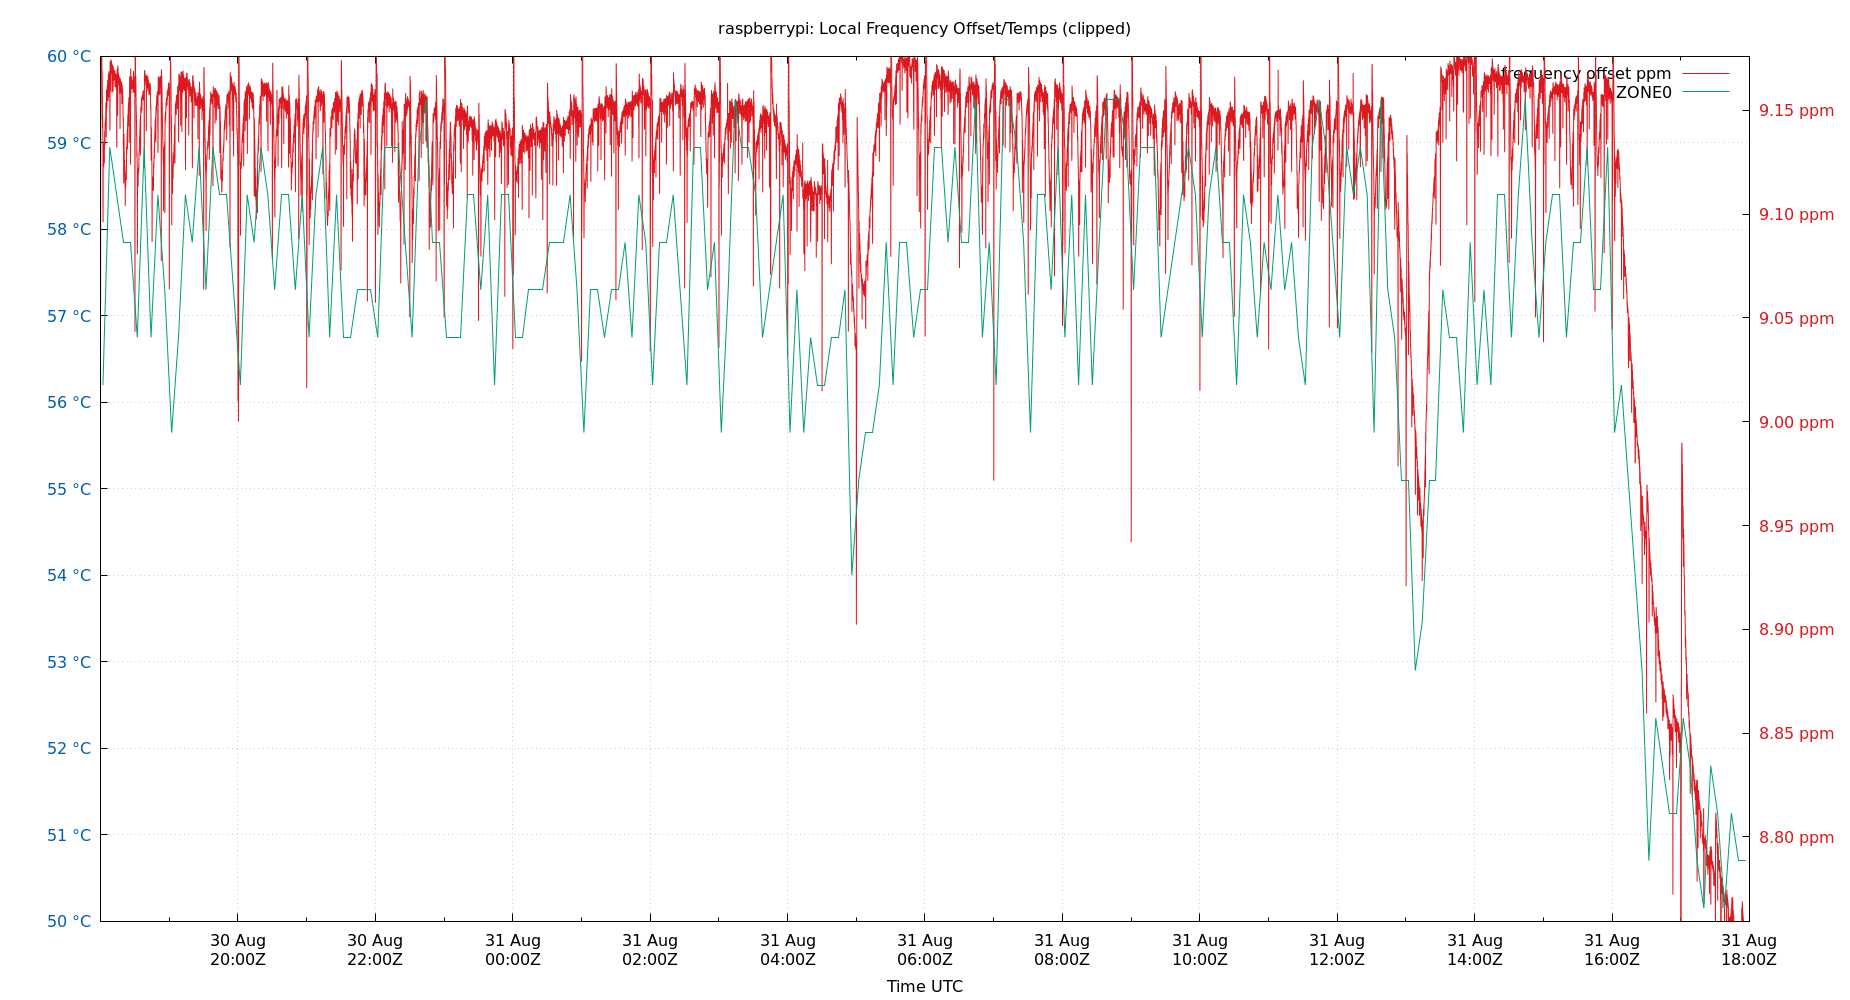 raspberrypi: Local Frequency Offset/Temps (clipped)
60 °C
59 °C
58 °C
57 °C
56 °C
55 °C
54 °C
53 °C
52 °C
51 °C
50 °C
frequency offset ppm
ZONE0
9.15 ppm
9.10 ppm
9.05 ppm
9.00 ppm
8.95 ppm
8.90 ppm
8.85 ppm
8.80 ppm
30 Aug
20:00Z
30 Aug
22:00Z
31 Aug
00:00Z
31 Aug
02:00Z
31 Aug
04:00Z
31 Aug
06:00Z
31 Aug
08:00Z
31 Aug
10:00Z
31 Aug
12:00Z
31 Aug
14:00Z
31 Aug
16:00Z
31 Aug
18:00Z
Time UTC